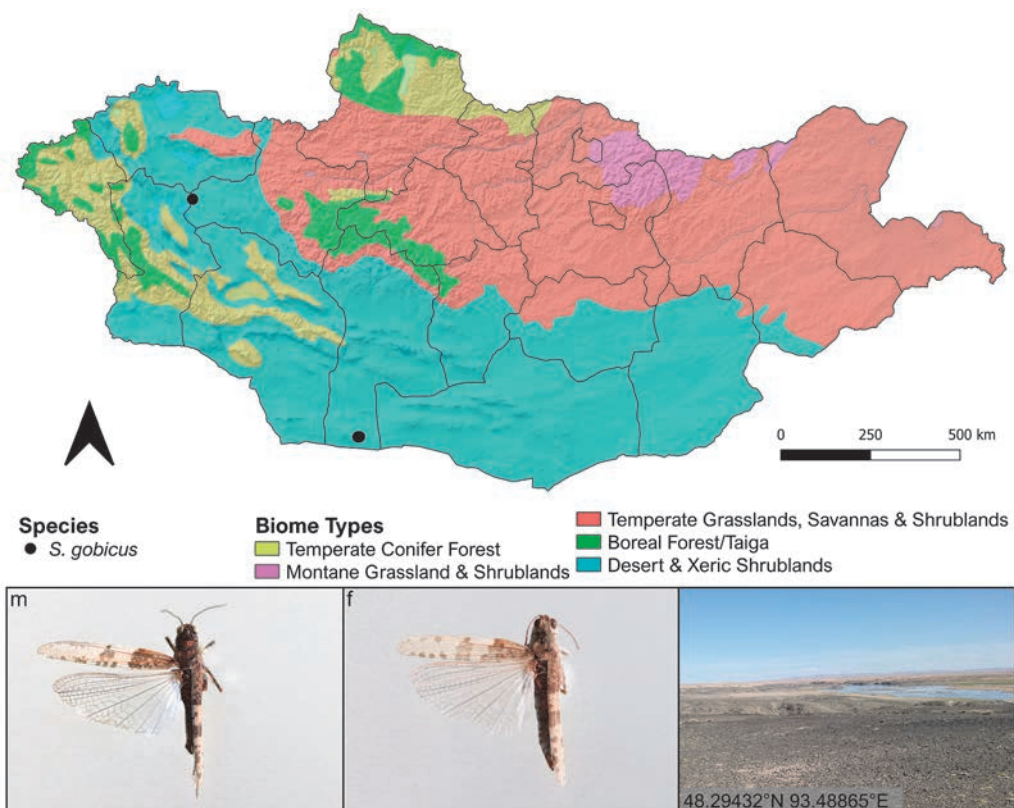 0 250 500 km
Species
S. gobicus
Biome Types
Temperate Conifer Forest
Montane Grassland & Shrublands
Temperate Grasslands, Savannas & Shrublands
Boreal Forest/Taiga
Desert & Xeric Shrublands
m
f
48.29432°N 93.48865°E